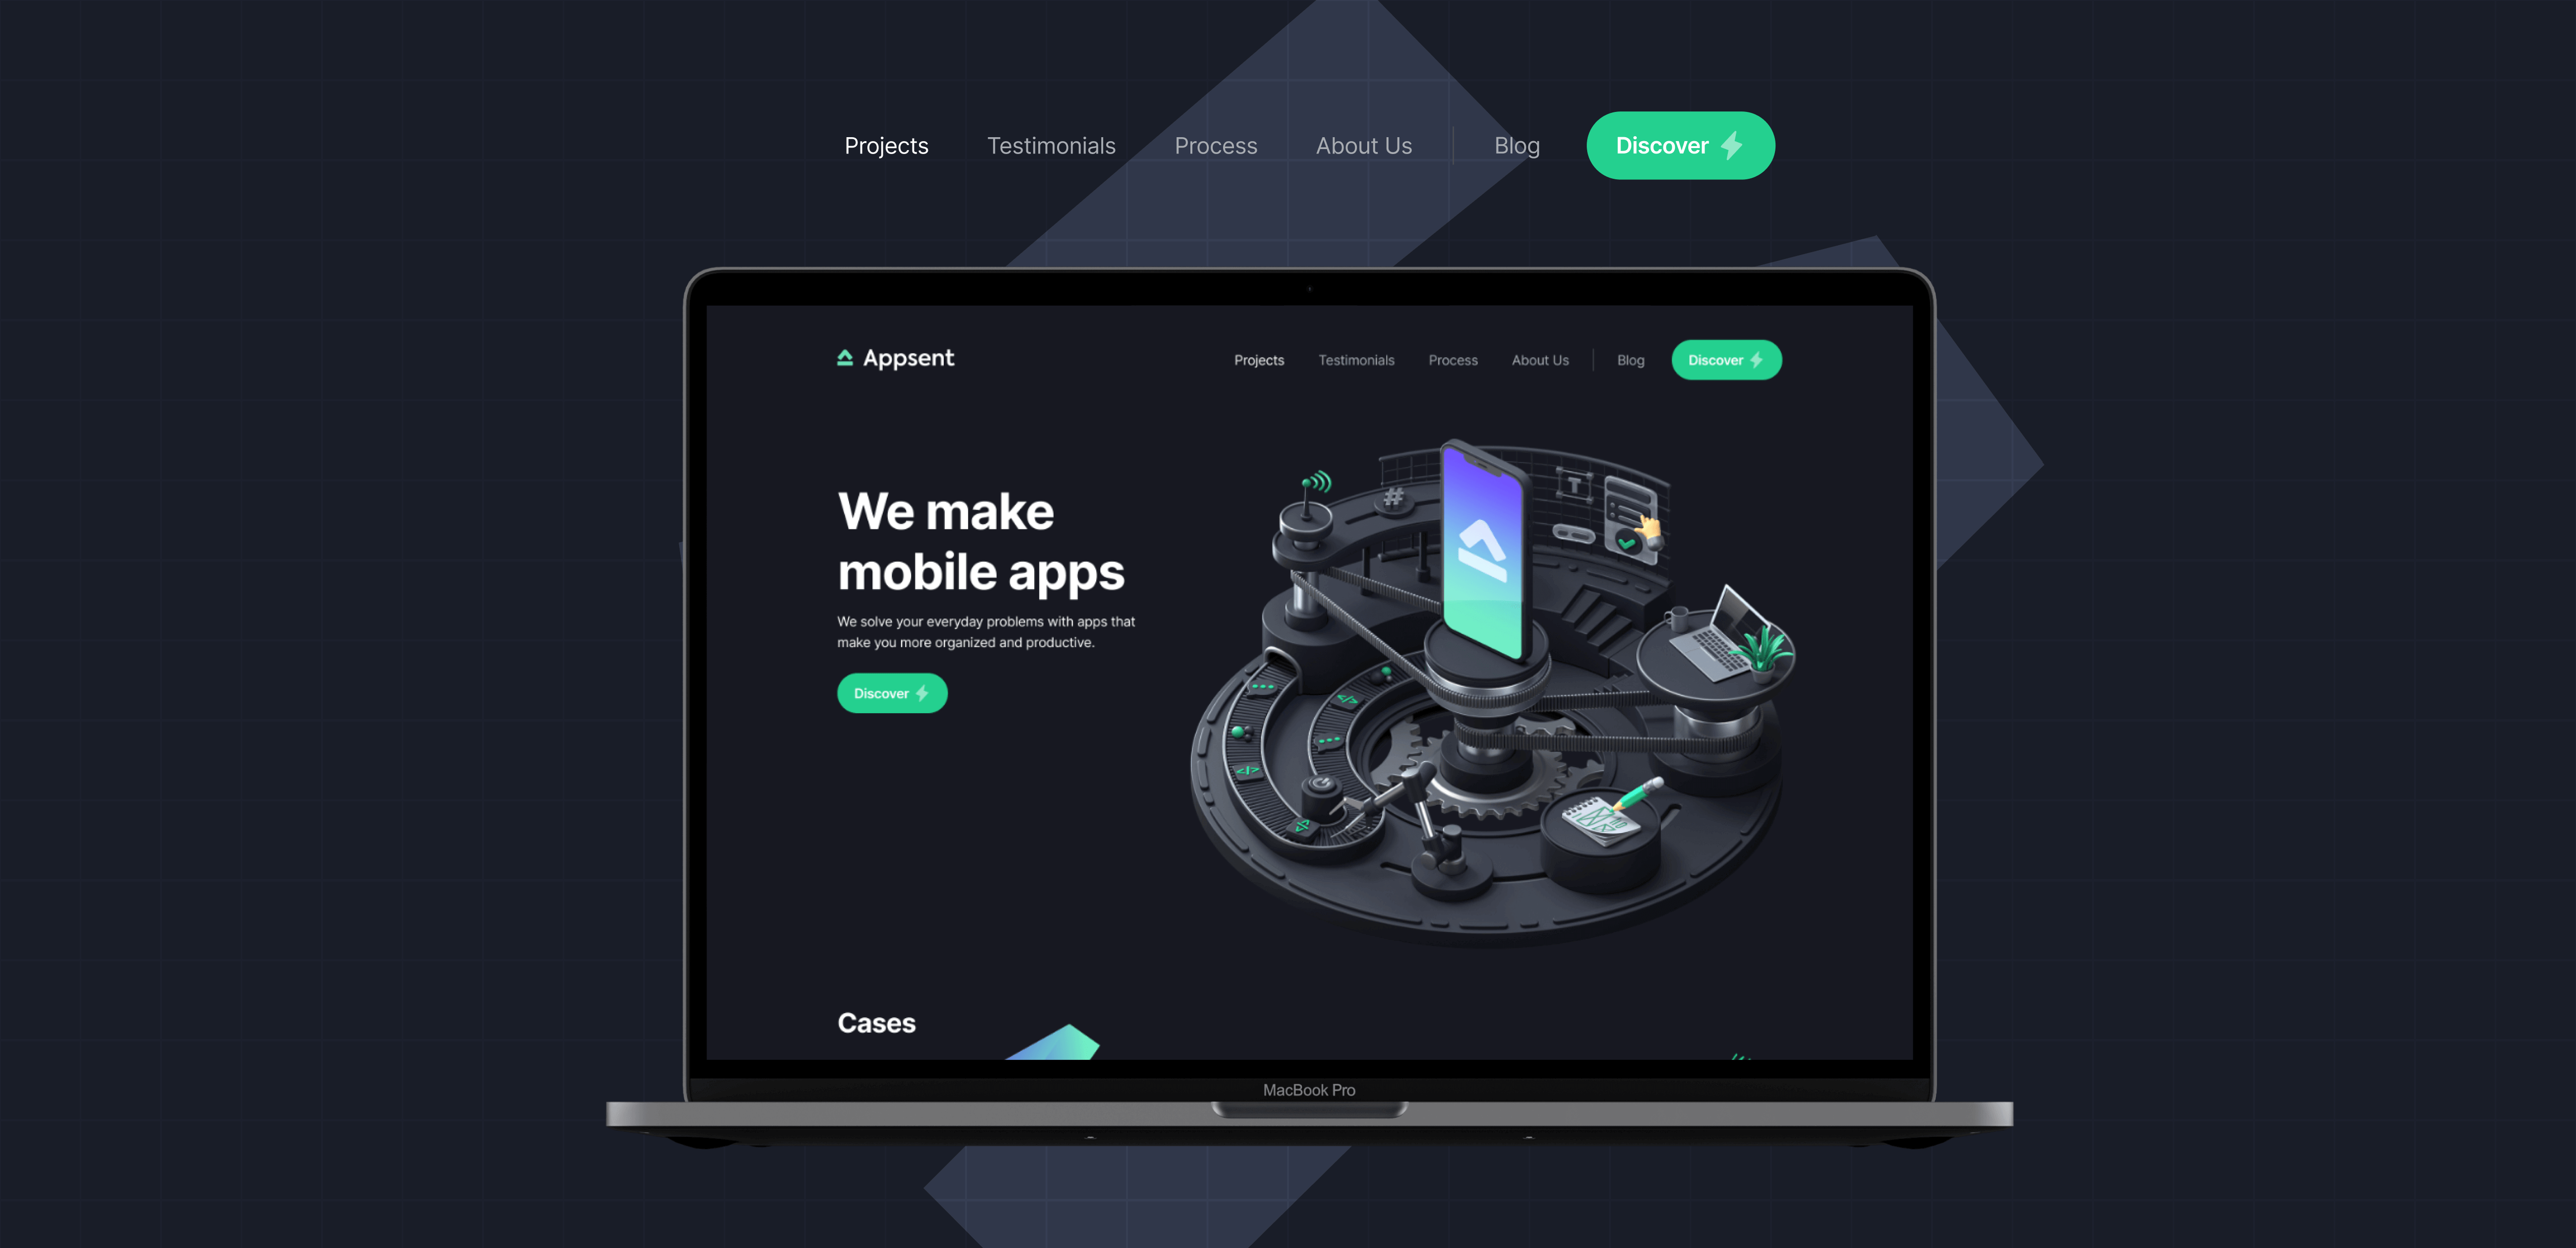 Projects Testimonials Process About Us Blog Discover
Appsent Projects Testimonials Process About Us Blog Discover
We make
mobile apps
We solve your everyday problems with apps that
make you more organized and productive.
Discover
#
T
</>
</>
</>
Cases
MacBook Pro